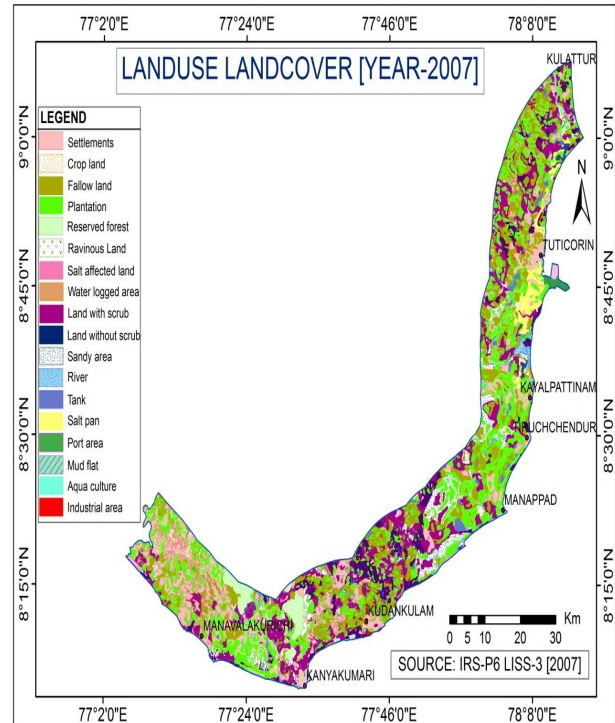 77°2'0"E 77°24'0"E 77°46'0"E 78°8'0"E
KULATTUR
LANDUSE LANDCOVER [YEAR-2007]
LEGEND
Settlements
Crop land
Fallow land
Plantation
Reserved forest
Ravinous Land
Salt affected land
Water logged area
Land with scrub
Land without scrub
Sandy area
River
Tank
Salt pan
Port area
Mud flat
Aqua culture
Industrial area
9°0'0"N
8°45'0"N
8°30'0"N
8°15'0"N
N
TUTICORIN
KAYALPATTINAM
TIRUCHCHENDUR
MANAPPAD
KUDANKULAM
MANAVALAKURICHI
KANYAKUMARI
9°0'0"N
8°45'0"N
8°30'0"N
8°15'0"N
Km
0 5 10 20 30
SOURCE: IRS-P6 LISS-3 [2007]
77°2'0"E 77°24'0"E 77°46'0"E 78°8'0"E